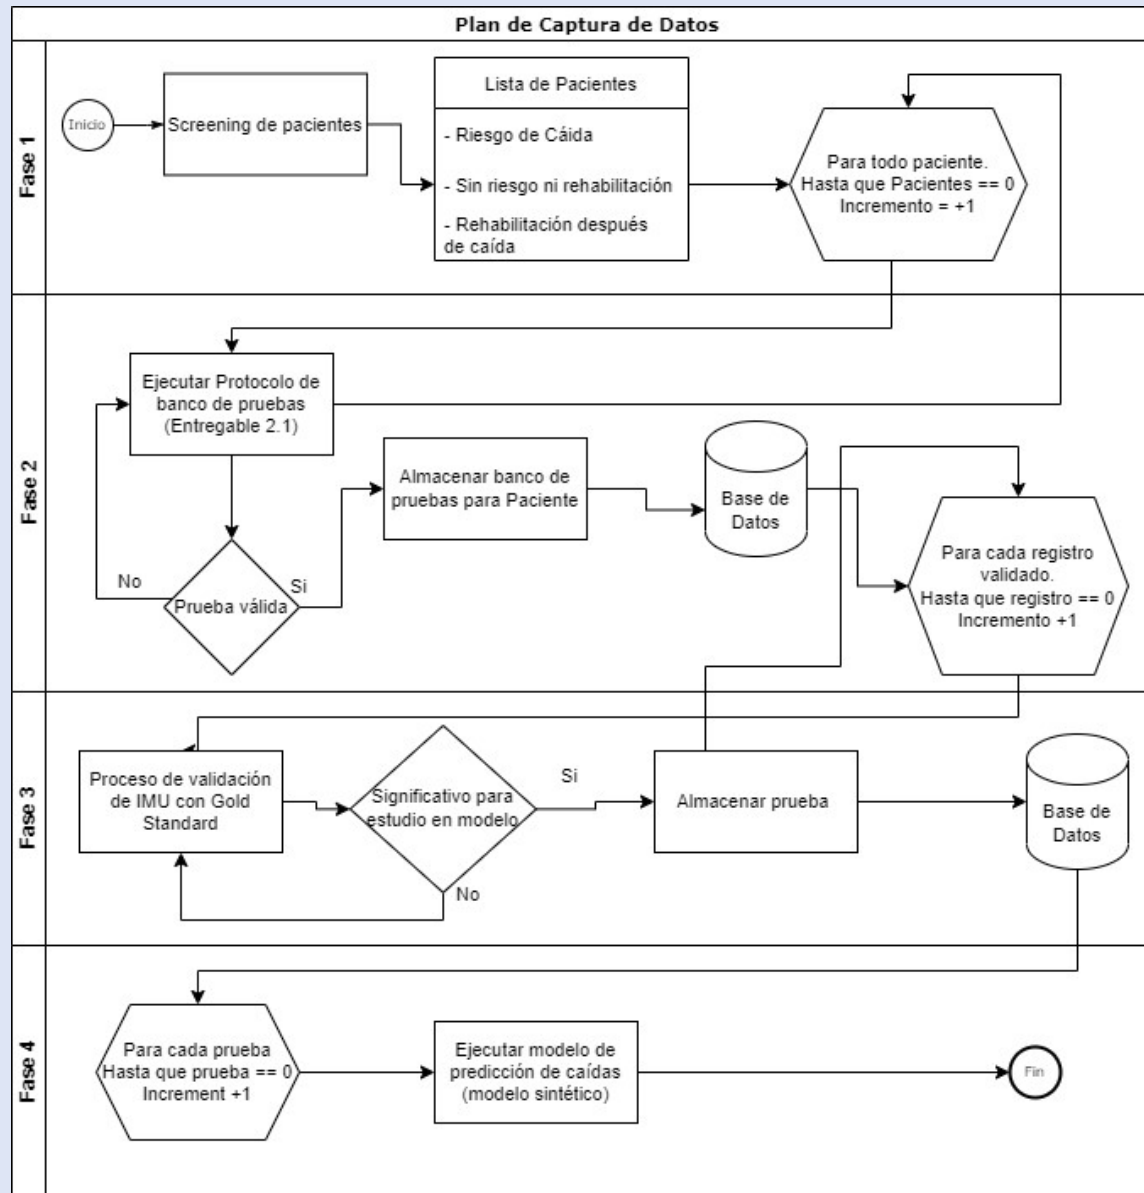 Plan de Captura de Datos
Fase 1
Inicio
Screening de pacientes
Lista de Pacientes
- Riesgo de Cáida
- Sin riesgo ni rehabilitación
- Rehabilitación después
de caída
Para todo paciente.
Hasta que Pacientes == 0
Incremento = +1
Fase 2
Ejecutar Protocolo de
banco de pruebas
(Entregable 2.1)
No
Prueba válida
Si
Almacenar banco de
pruebas para Paciente
Base de
Datos
Para cada registro
validado.
Hasta que registro == 0
Incremento +1
Fase 3
Proceso de validación
de IMU con Gold
Standard
Significativo para
estudio en modelo
Si
No
Almacenar prueba
Base de
Datos
Fase 4
Para cada prueba
Hasta que prueba == 0
Increment +1
Ejecutar modelo de
predicción de caídas
(modelo sintético)
Fin